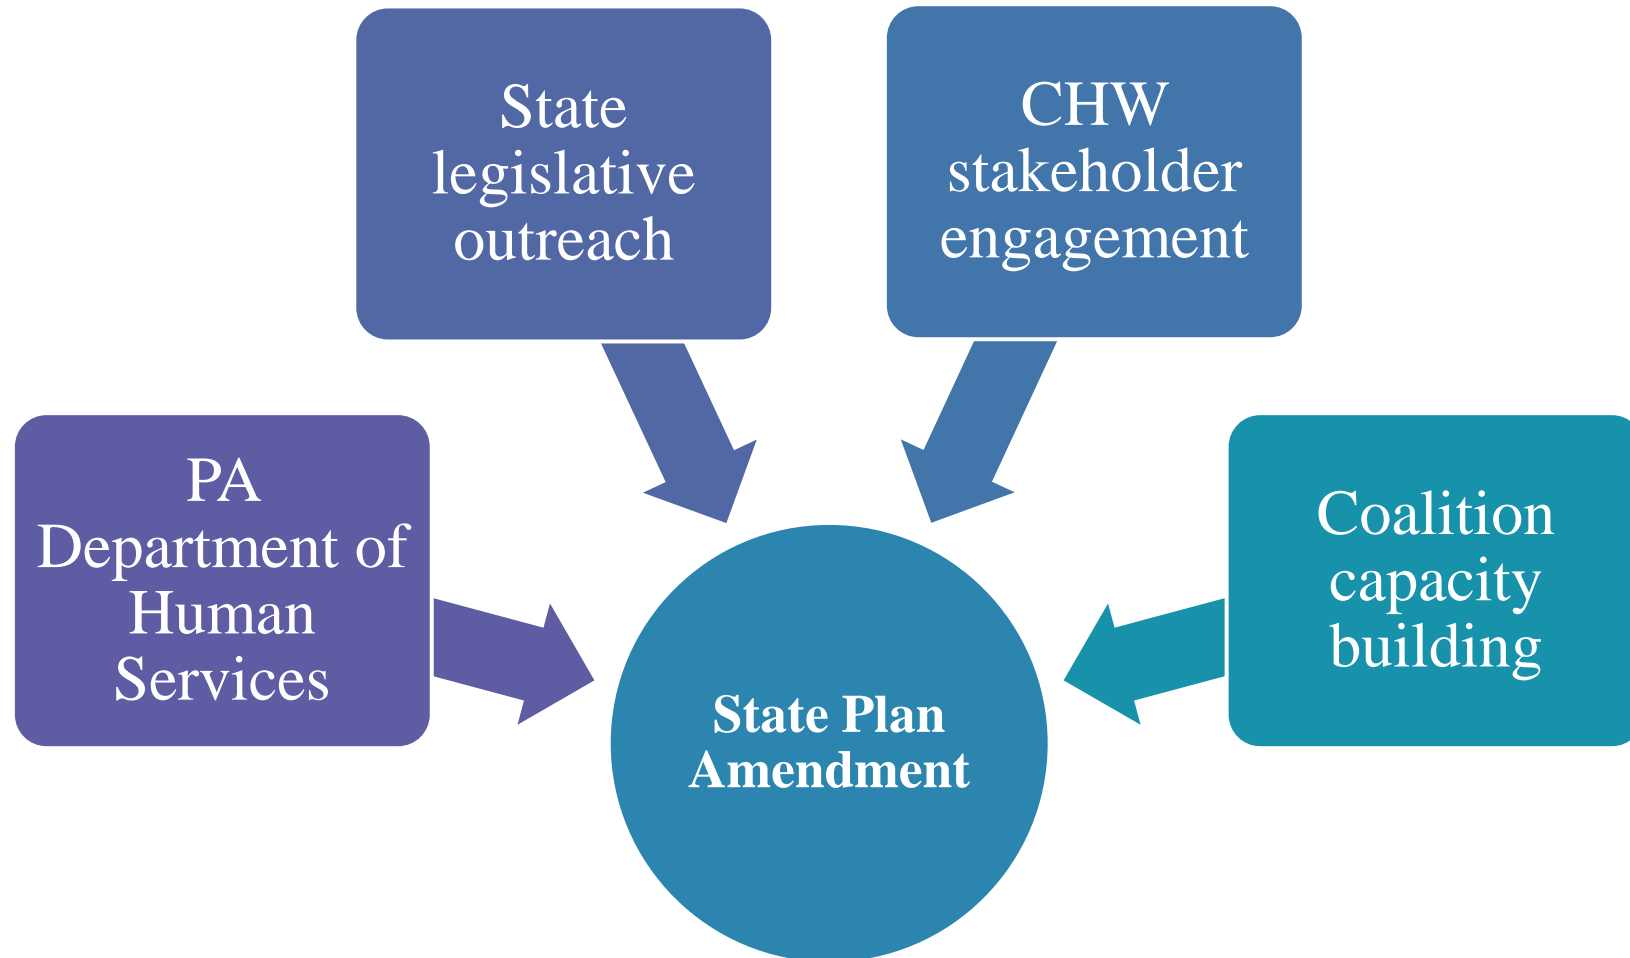 State
legislative
outreach
CHW
stakeholder
engagement
PA
Department of
Human
Services
Coalition
capacity
building
State Plan
Amendment